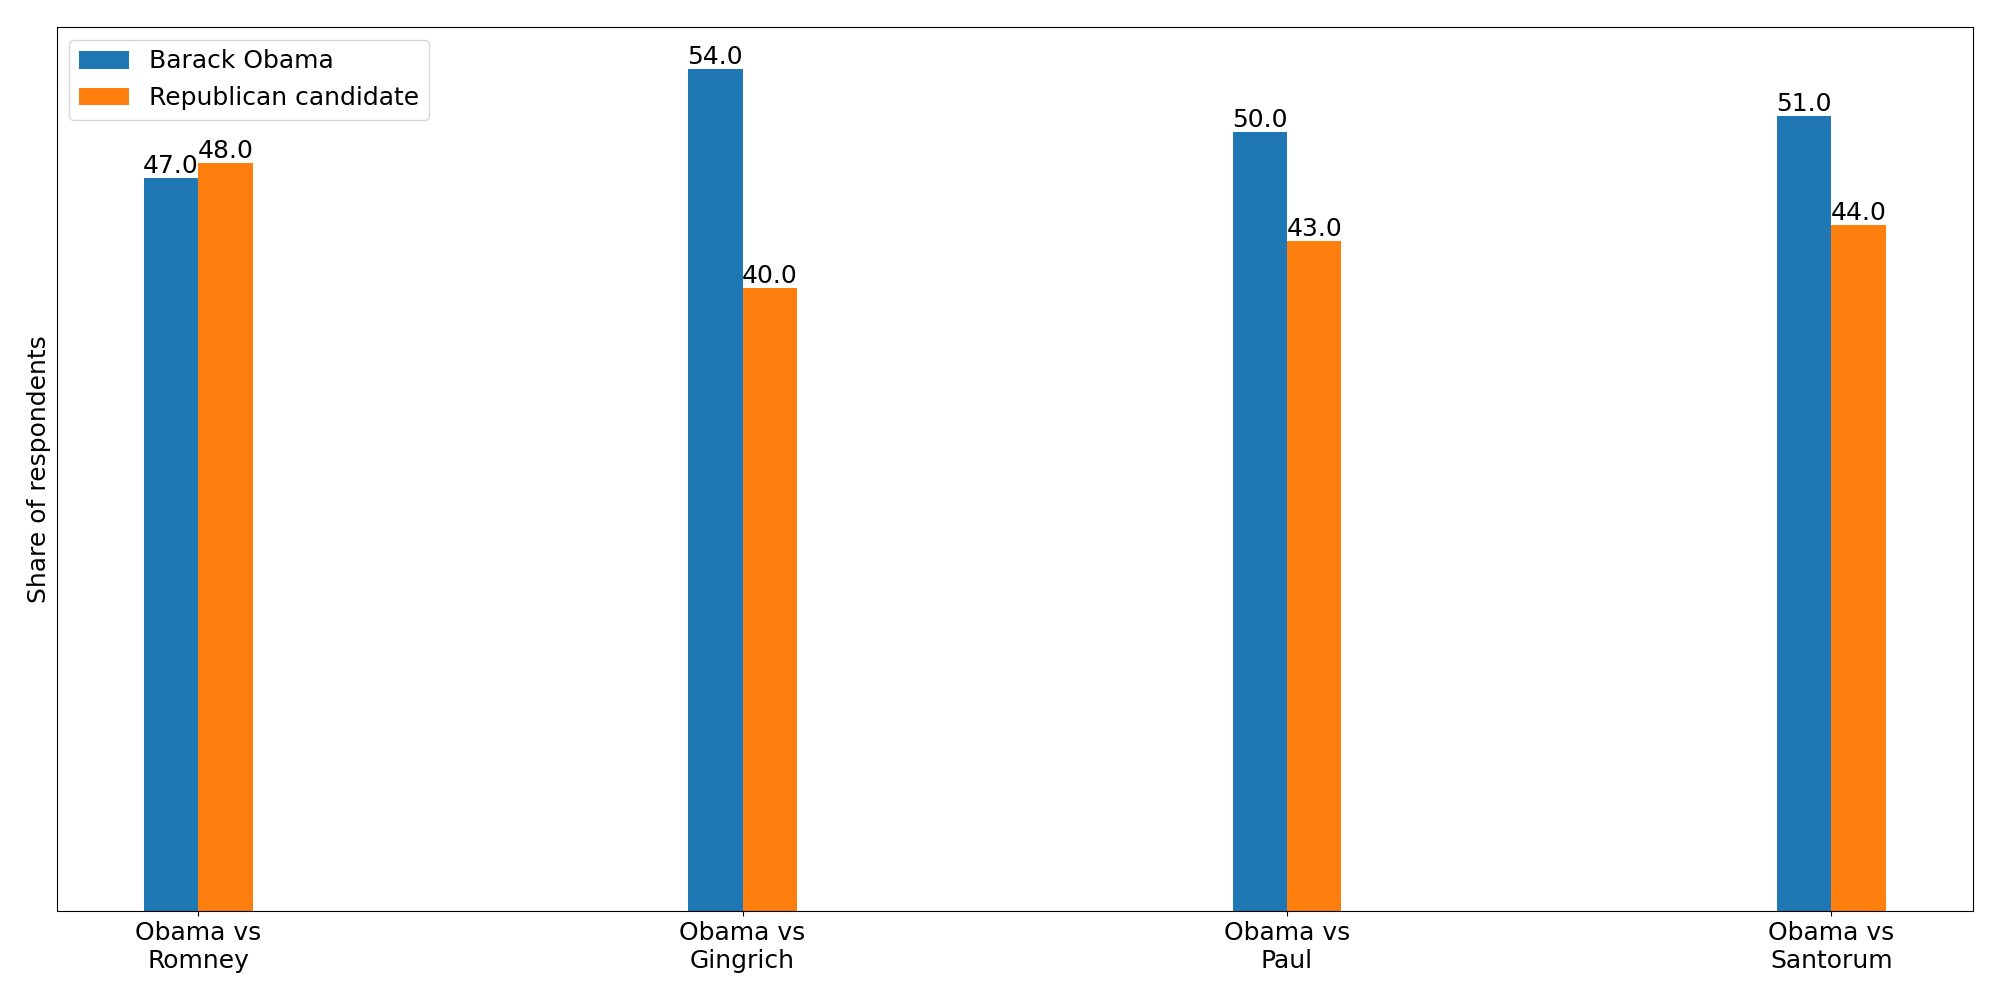 Barack Obama
Republican candidate
47.0
48.0
54.0
40.0
50.0
43.0
51.0
44.0
Share of respondents
Obama vs
Romney
Obama vs
Gingrich
Obama vs
Paul
Obama vs
Santorum